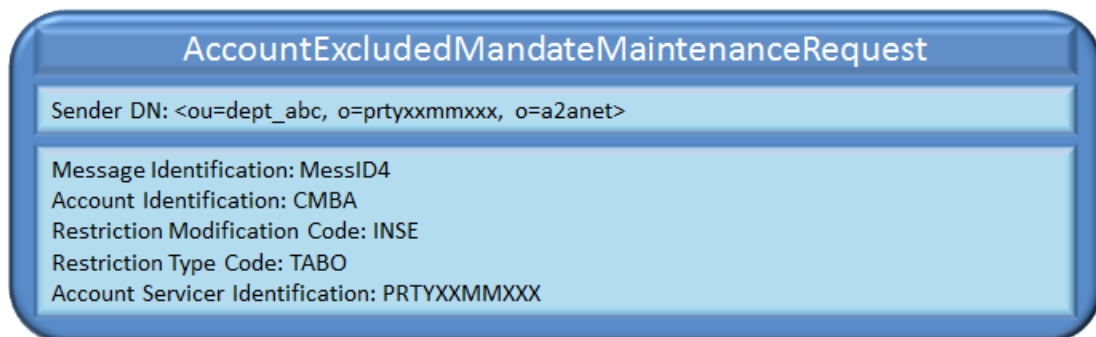 AccountExcludedMandateMaintenanceRequest
Sender DN: <ou=dept_abc, o=prtyxxmmxxx, o=a2anet>
Message Identification: MessID4
Account Identification: CMBA
Restriction Modification Code: INSE
Restriction Type Code: TABO
Account Servicer Identification: PRTYXXMMXXX